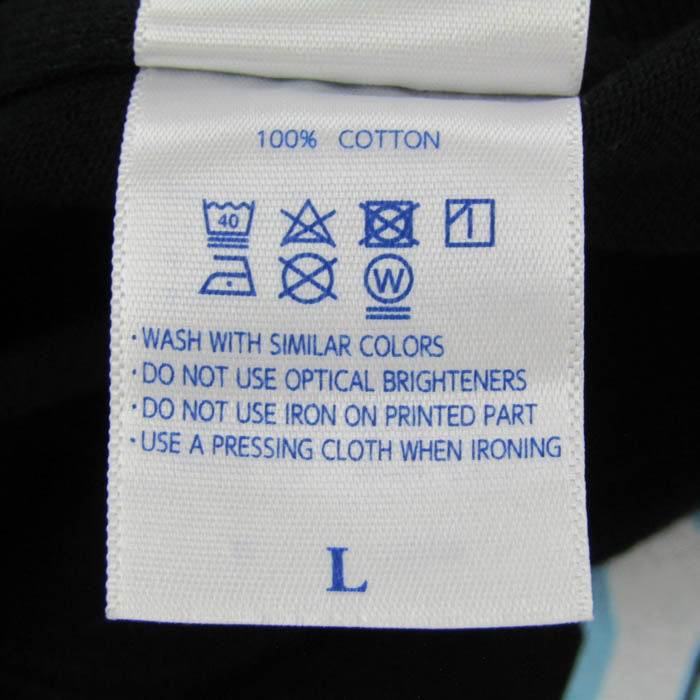 100% COTTON
40
W
·WASH WITH SIMILAR COLORS
·DO NOT USE OPTICAL BRIGHTENERS
·DO NOT USE IRON ON PRINTED PART
·USE A PRESSING CLOTH WHEN IRONING
L